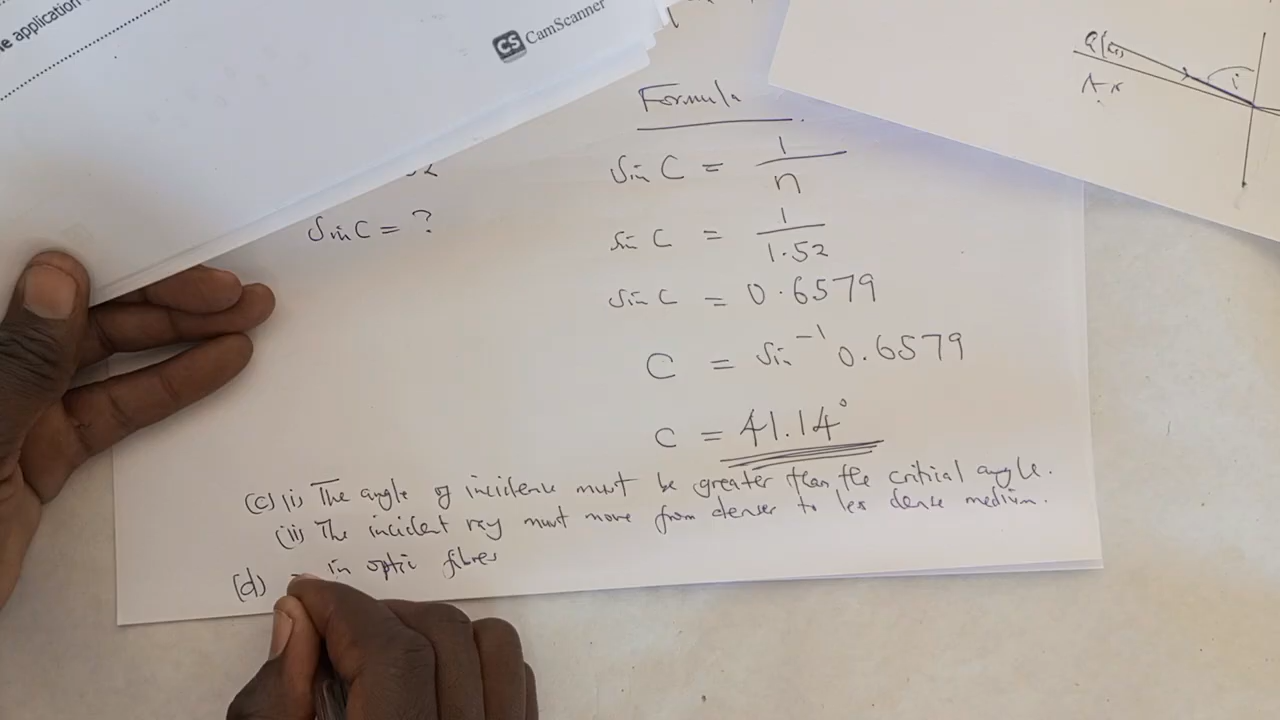 e application
CS CamScanner
Formula
Sin C = 1/n
Sin C = ?
Sin C = 1/1.52
Sin C = 0.6579
C = Sin⁻¹ 0.6579
C = 41.14°
(c) (i) The angle of incidence must be greater than the critical angle.
(ii) The incident ray must move from denser to less dense medium.
(d) - in optic fibres
i